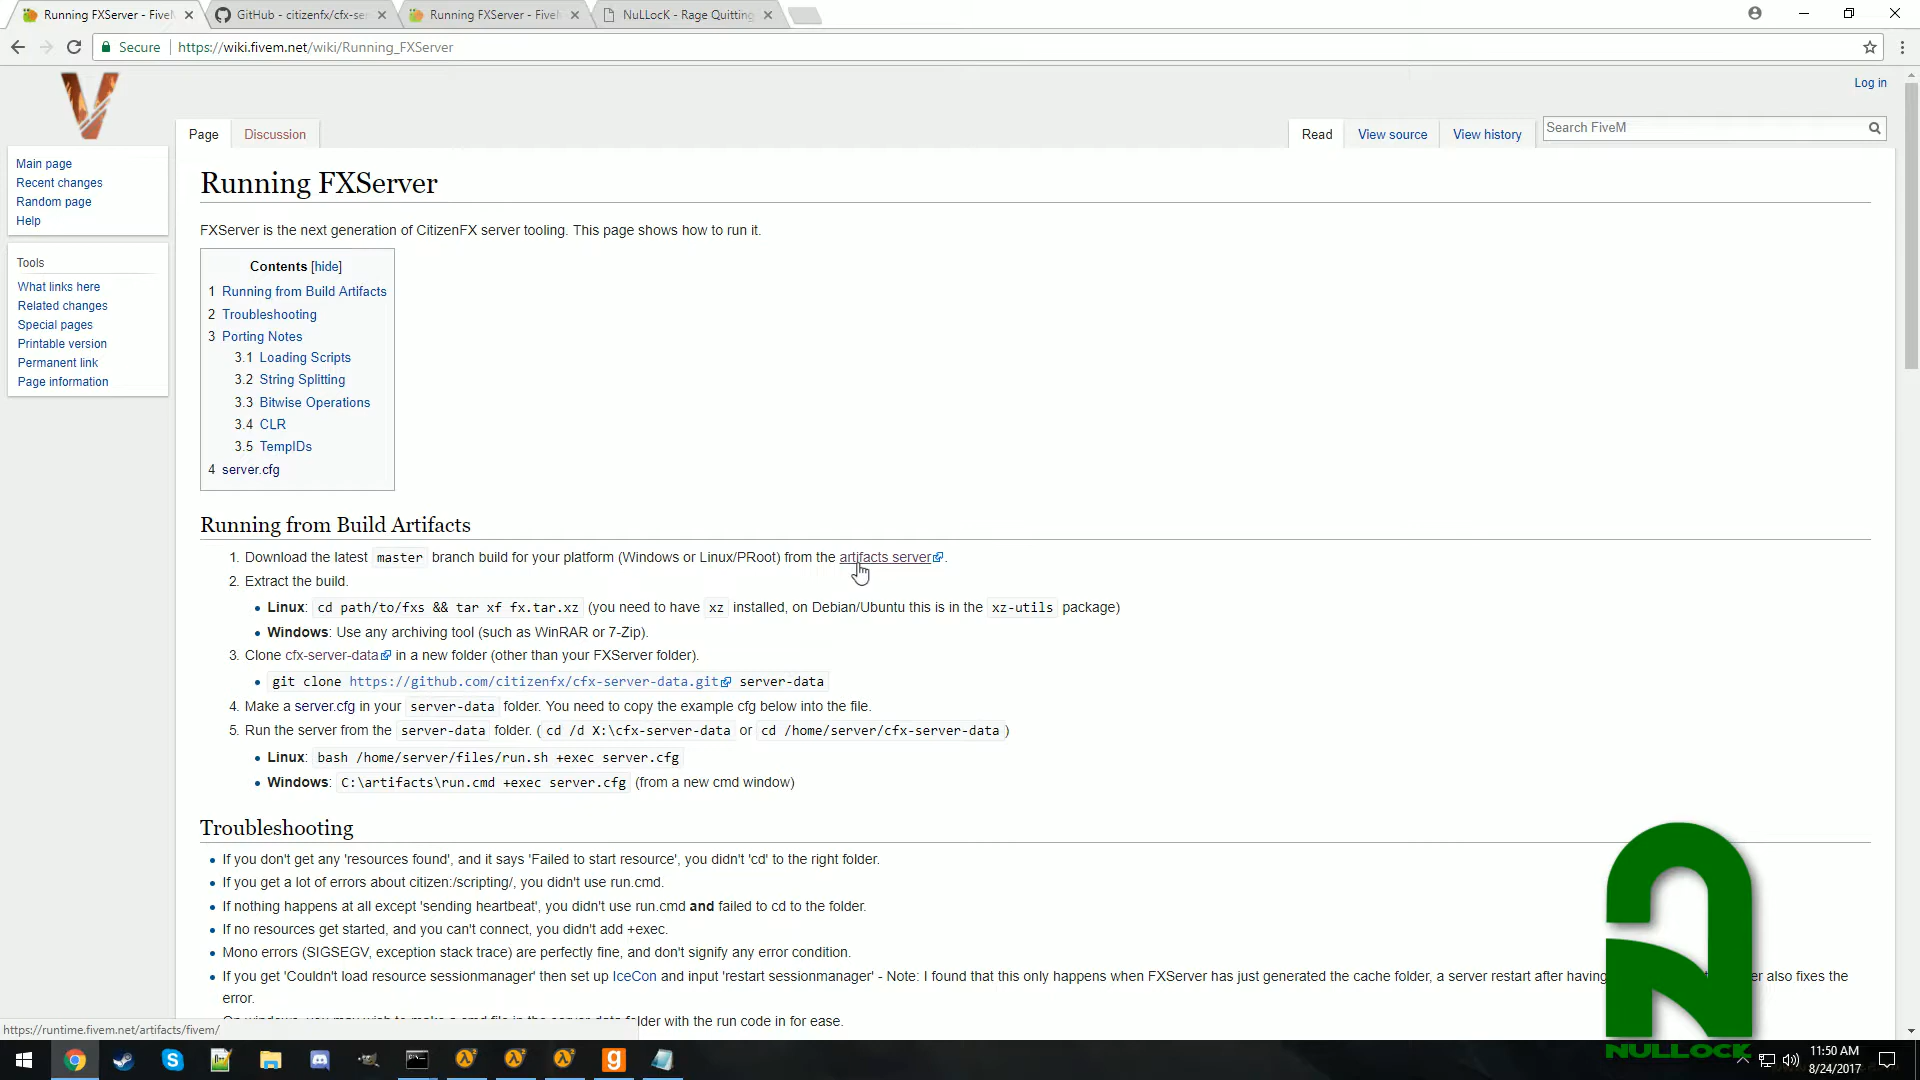 Running FXServer - Five
GitHub - citizenfx/cfx-se
Running FXServer - FiveM
NuLLocK - Rage Quitting
Secure
https://wiki.fivem.net/wiki/Running_FXServer
Log in
Page
Discussion
Read
View source
View history
Search FiveM
Main page
Recent changes
Random page
Help
Tools
What links here
Related changes
Special pages
Printable version
Permanent link
Page information
Running FXServer
FXServer is the next generation of CitizenFX server tooling. This page shows how to run it.
Contents [hide]
1 Running from Build Artifacts
2 Troubleshooting
3 Porting Notes
3.1 Loading Scripts
3.2 String Splitting
3.3 Bitwise Operations
3.4 CLR
3.5 TempIDs
4 server.cfg
Running from Build Artifacts
1. Download the latest master branch build for your platform (Windows or Linux/PRoot) from the artifacts server.
2. Extract the build.
• Linux: cd path/to/fxs && tar xf fx.tar.xz (you need to have xz installed, on Debian/Ubuntu this is in the xz-utils package)
• Windows: Use any archiving tool (such as WinRAR or 7-Zip).
3. Clone cfx-server-data in a new folder (other than your FXServer folder).
• git clone https://github.com/citizenfx/cfx-server-data.git server-data
4. Make a server.cfg in your server-data folder. You need to copy the example cfg below into the file.
5. Run the server from the server-data folder. ( cd /d X:\cfx-server-data or cd /home/server/cfx-server-data )
• Linux: bash /home/server/files/run.sh +exec server.cfg
• Windows: C:\artifacts\run.cmd +exec server.cfg (from a new cmd window)
Troubleshooting
• If you don't get any 'resources found', and it says 'Failed to start resource', you didn't 'cd' to the right folder.
• If you get a lot of errors about citizen:/scripting/, you didn't use run.cmd.
• If nothing happens at all except 'sending heartbeat', you didn't use run.cmd and failed to cd to the folder.
• If no resources get started, and you can't connect, you didn't add +exec.
• Mono errors (SIGSEGV, exception stack trace) are perfectly fine, and don't signify any error condition.
• If you get 'Couldn't load resource sessionmanager' then set up IceCon and input 'restart sessionmanager' - Note: I found that this only happens when FXServer has just generated the cache folder, a server restart after having also fixes the
error.
folder with the run code in for ease.
https://runtime.fivem.net/artifacts/fivem/
NULLOCK
11:50 AM
8/24/2017